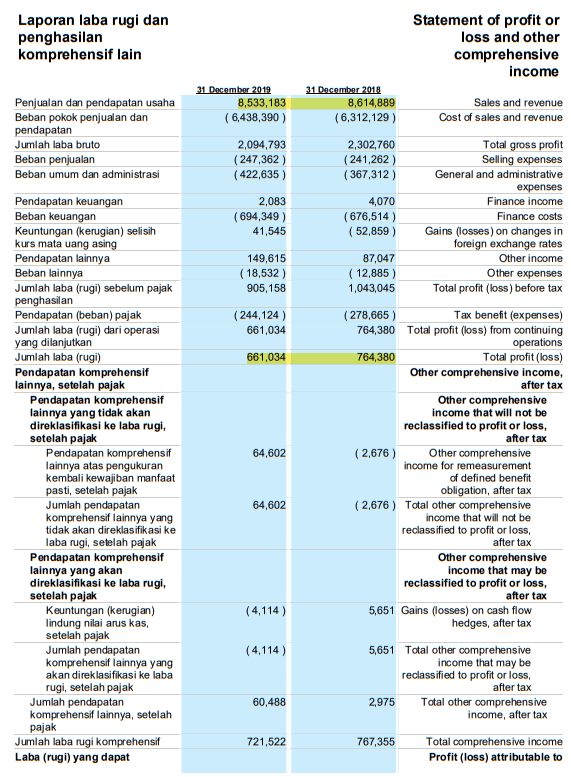 Laporan laba rugi dan
penghasilan
komprehensif lain
Statement of profit or
loss and other
comprehensive
income
31 December 2019 31 December 2018
Penjualan dan pendapatan usaha 8,533,183 8,614,889 Sales and revenue
Beban pokok penjualan dan ( 6,438,390 ) ( 6,312,129 ) Cost of sales and revenue
pendapatan
Jumlah laba bruto 2,094,793 2,302,760 Total gross profit
Beban penjualan ( 247,362 ) ( 241,262 ) Selling expenses
Beban umum dan administrasi ( 422,635 ) ( 367,312 ) General and administrative
expenses
Pendapatan keuangan 2,083 4,070 Finance income
Beban keuangan ( 694,349 ) ( 676,514 ) Finance costs
Keuntungan (kerugian) selisih 41,545 ( 52,859 ) Gains (losses) on changes in
kurs mata uang asing foreign exchange rates
Pendapatan lainnya 149,615 87,047 Other income
Beban lainnya ( 18,532 ) ( 12,885 ) Other expenses
Jumlah laba (rugi) sebelum pajak 905,158 1,043,045 Total profit (loss) before tax
penghasilan
Pendapatan (beban) pajak ( 244,124 ) ( 278,665 ) Tax benefit (expenses)
Jumlah laba (rugi) dari operasi 661,034 764,380 Total profit (loss) from continuing
yang dilanjutkan operations
Jumlah laba (rugi) 661,034 764,380 Total profit (loss)
Pendapatan komprehensif Other comprehensive income,
lainnya, setelah pajak after tax
Pendapatan komprehensif Other comprehensive
lainnya yang tidak akan income that will not be
direklasifikasi ke laba rugi, reclassified to profit or loss,
setelah pajak after tax
Pendapatan komprehensif 64,602 ( 2,676 ) Other comprehensive
lainnya atas pengukuran income for remeasurement
kembali kewajiban manfaat of defined benefit
pasti, setelah pajak obligation, after tax
Jumlah pendapatan 64,602 ( 2,676 ) Total other comprehensive
komprehensif lainnya yang income that will not be
tidak akan direklasifikasi ke reclassified to profit or loss,
laba rugi, setelah pajak after tax
Pendapatan komprehensif Other comprehensive
lainnya yang akan income that may be
direklasifikasi ke laba rugi, reclassified to profit or loss,
setelah pajak after tax
Keuntungan (kerugian) ( 4,114 ) 5,651 Gains (losses) on cash flow
lindung nilai arus kas, hedges, after tax
setelah pajak
Jumlah pendapatan ( 4,114 ) 5,651 Total other comprehensive
komprehensif lainnya yang income that may be
akan direklasifikasi ke laba reclassified to profit or loss,
rugi, setelah pajak after tax
Jumlah pendapatan 60,488 2,975 Total other comprehensive
komprehensif lainnya, setelah income, after tax
pajak
Jumlah laba rugi komprehensif 721,522 767,355 Total comprehensive income
Laba (rugi) yang dapat Profit (loss) attributable to